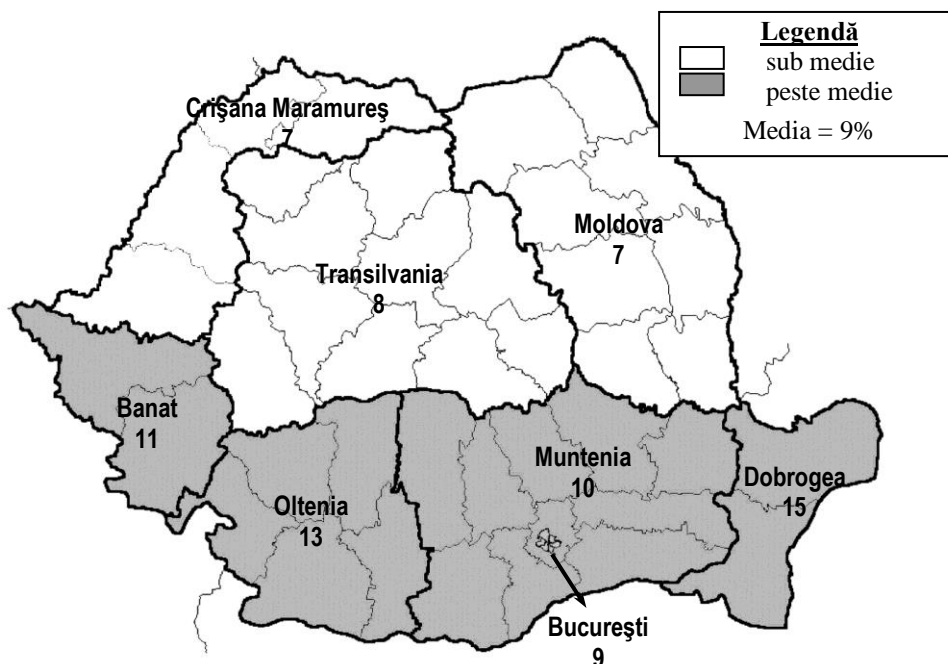 Legendă
sub medie
peste medie
Media = 9%
Crişana Maramureş
7
Moldova
7
Transilvania
8
Banat
11
Muntenia
10
Dobrogea
15
Oltenia
13
Bucureşti
9